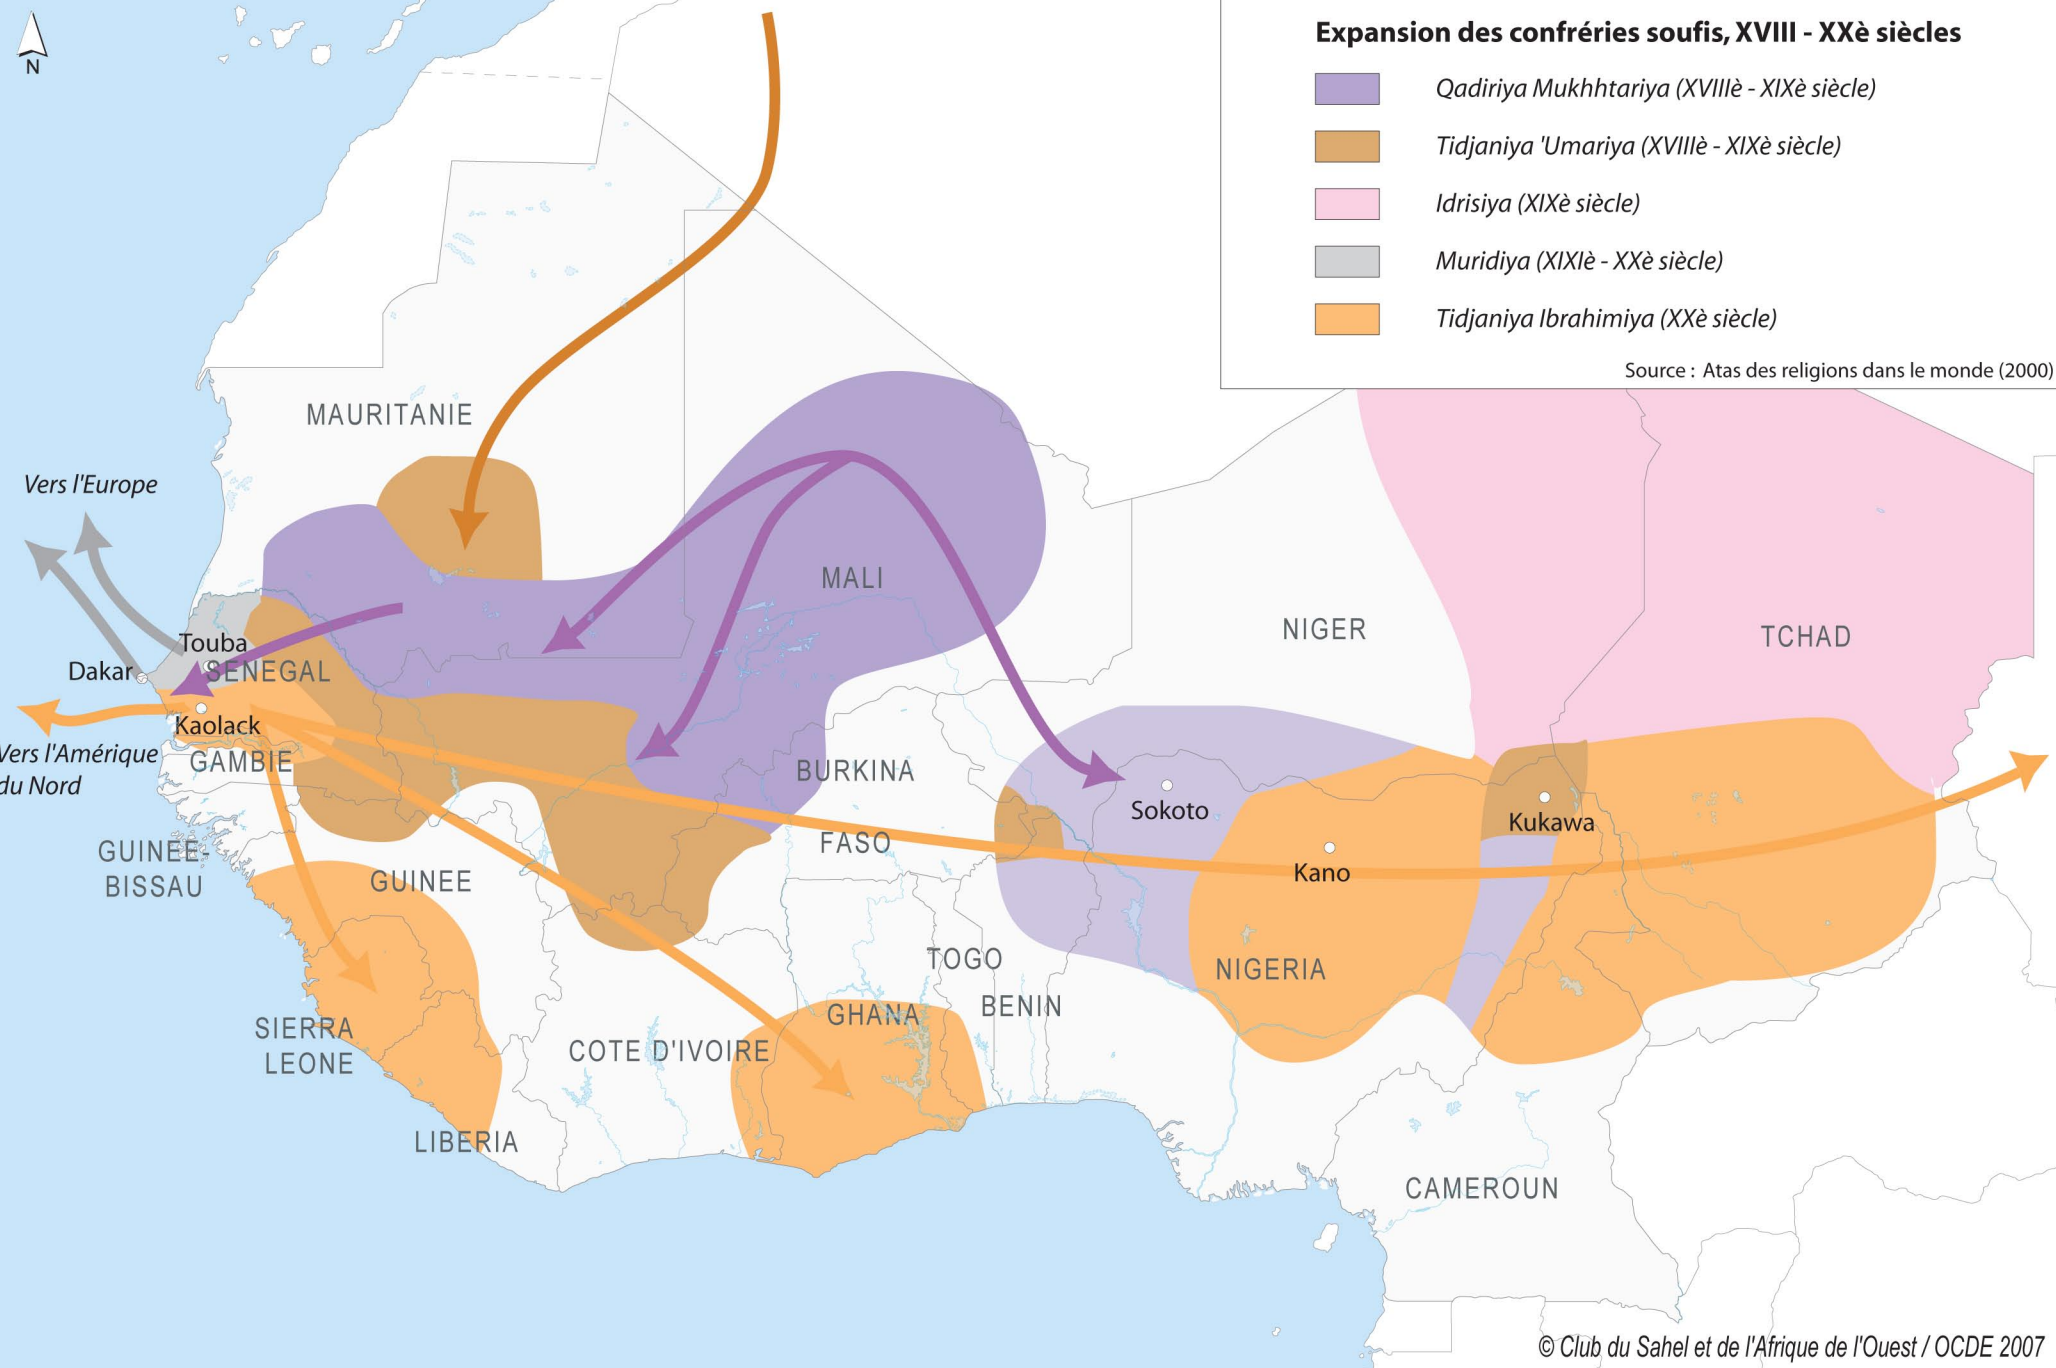 Expansion des confréries soufis, XVIII - XXè siècles
Qadiriya Mukhhtariya (XVIIIè - XIXè siècle)
Tidjaniya 'Umariya (XVIIIè - XIXè siècle)
Idrisiya (XIXè siècle)
Muridiya (XIXIè - XXè siècle)
Tidjaniya Ibrahimiya (XXè siècle)
Source : Atas des religions dans le monde (2000)
N
MAURITANIE
Vers l'Europe
MALI
NIGER
TCHAD
Touba
Dakar
SENEGAL
Kaolack
Vers l'Amérique
du Nord
GAMBIE
BURKINA
FASO
Sokoto
Kukawa
Kano
GUINEE-
BISSAU
GUINEE
TOGO
NIGERIA
BENIN
GHANA
SIERRA
LEONE
COTE D'IVOIRE
LIBERIA
CAMEROUN
© Club du Sahel et de l'Afrique de l'Ouest / OCDE 2007